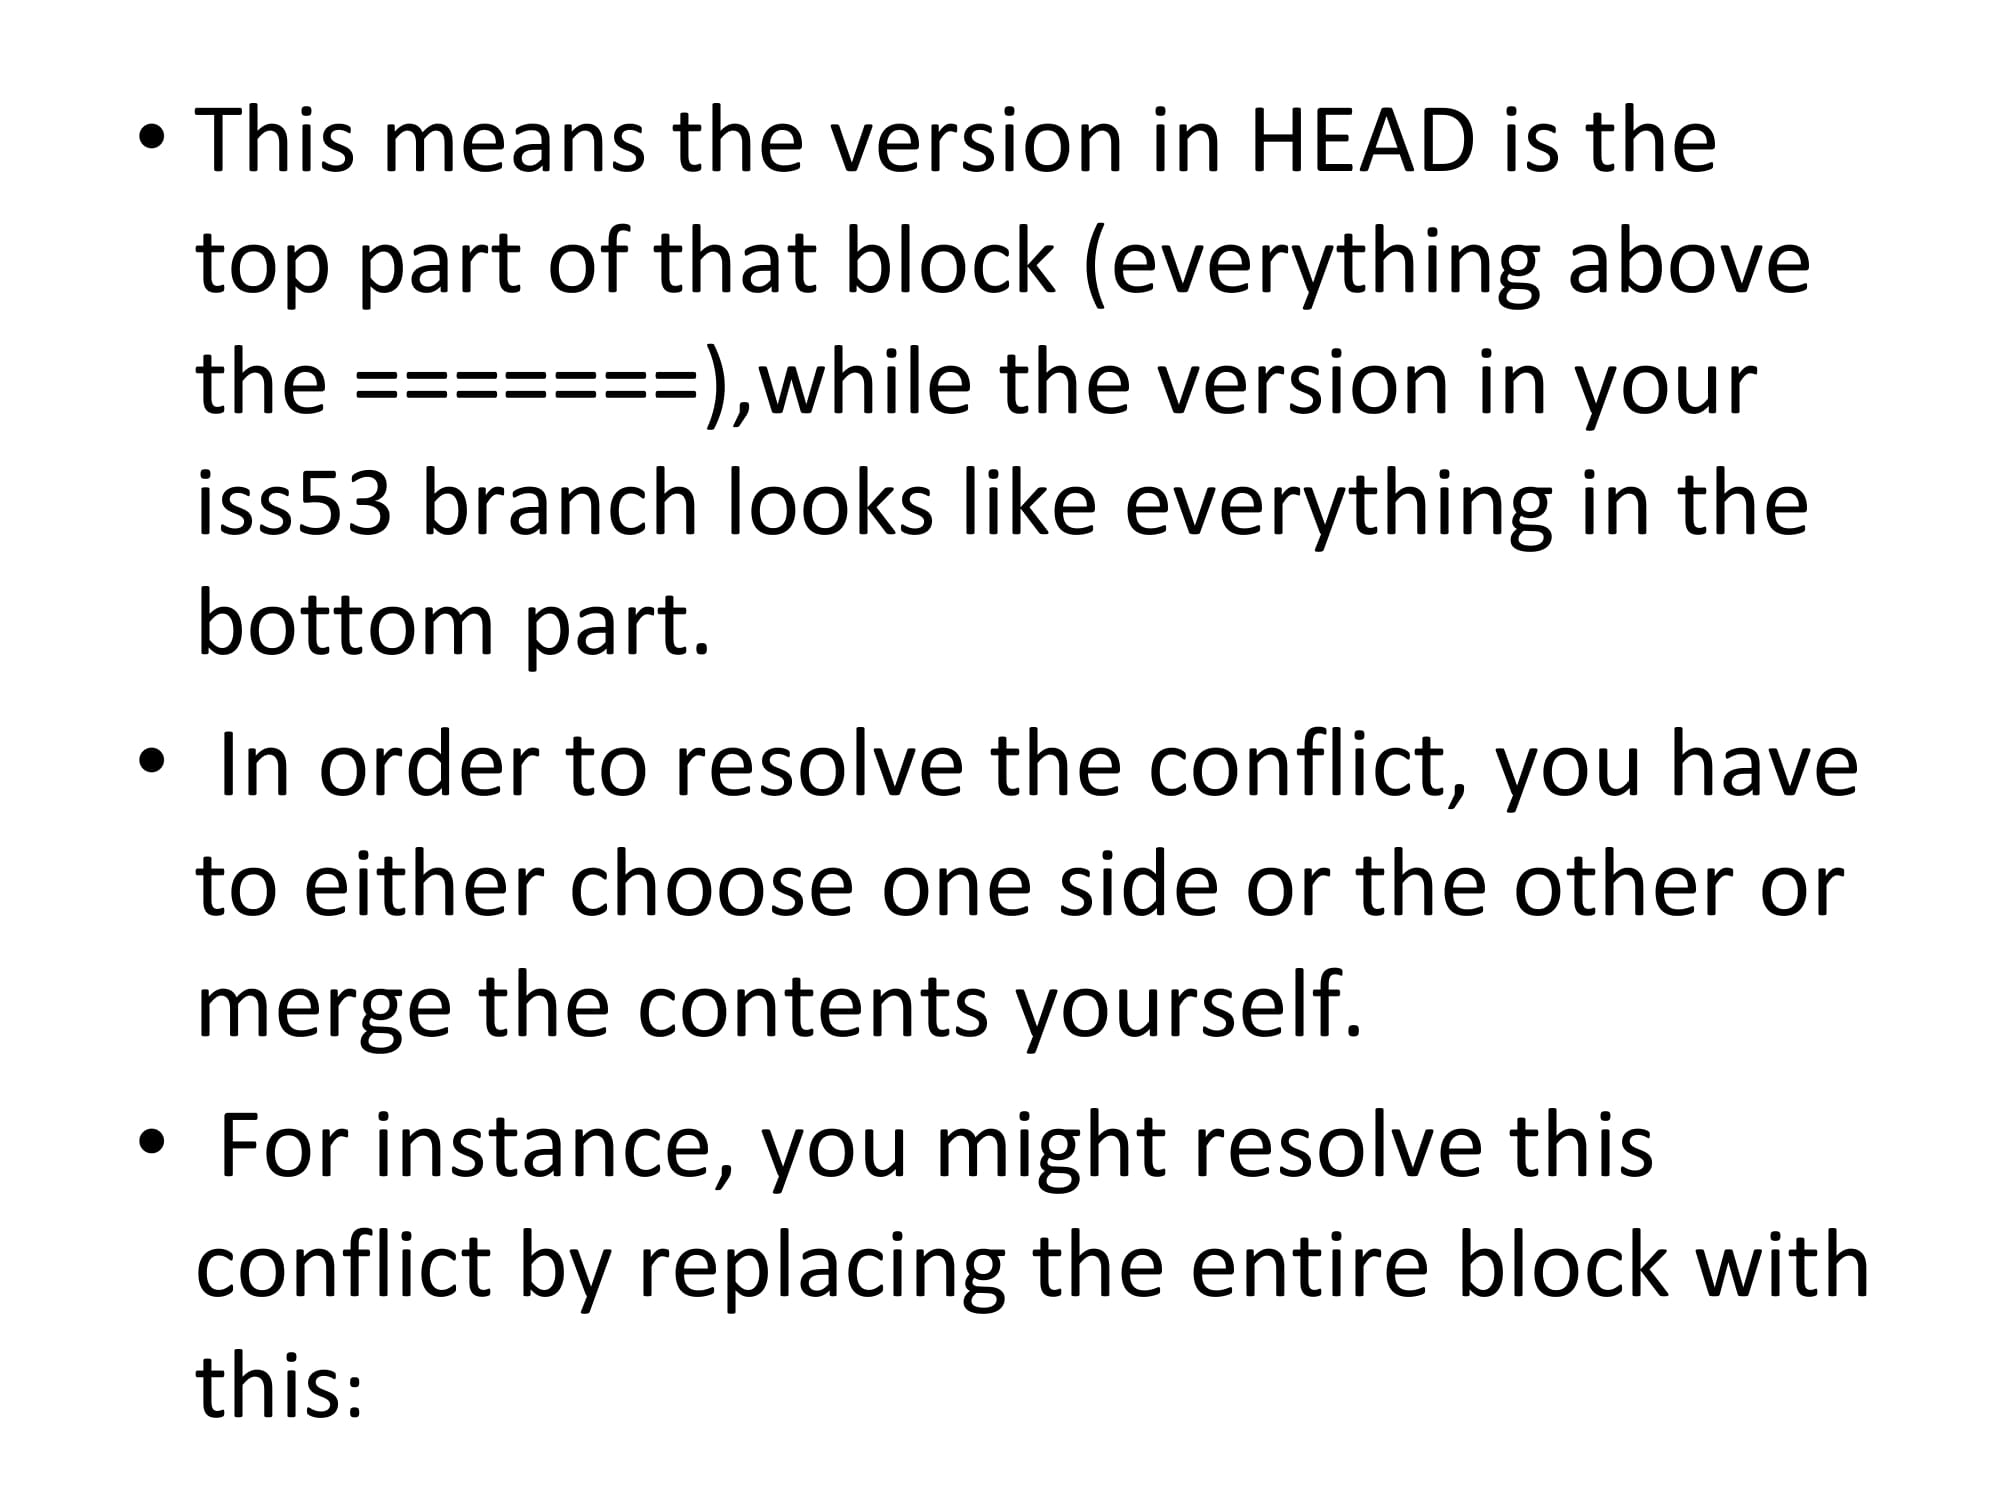 • This means the version in HEAD is the
top part of that block (everything above
the =======),while the version in your
iss53 branch looks like everything in the
bottom part.
• In order to resolve the conflict, you have
to either choose one side or the other or
merge the contents yourself.
• For instance, you might resolve this
conflict by replacing the entire block with
this: